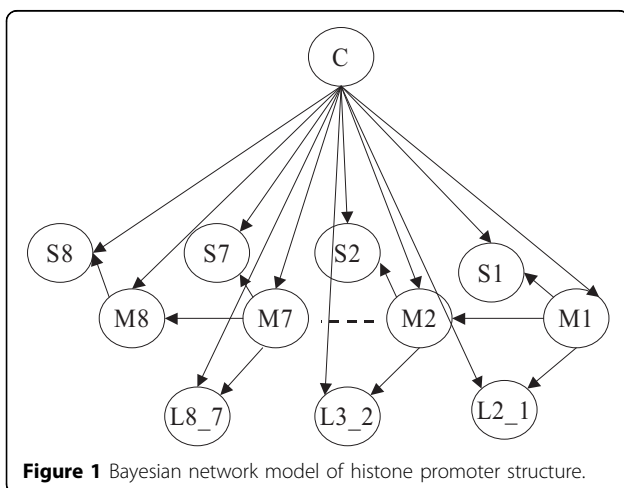 C
S8
S7
S2
S1
M8
M7
M2
M1
L8_7
L3_2
L2_1
Figure 1 Bayesian network model of histone promoter structure.